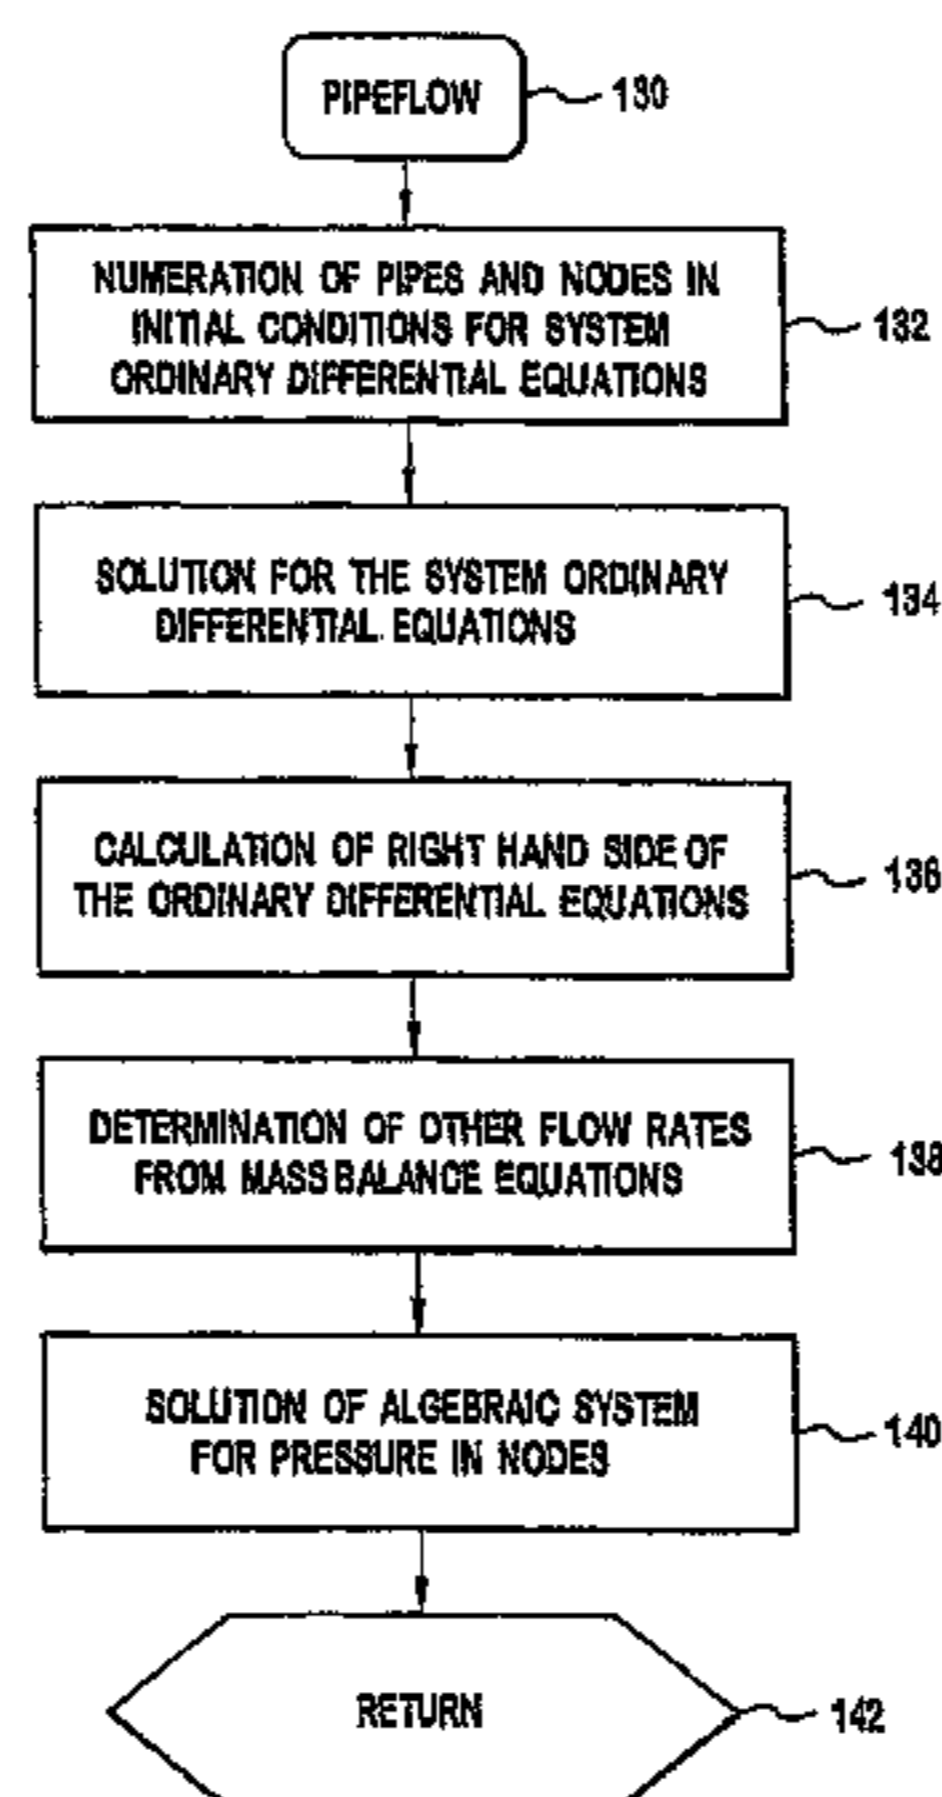 PIPEFLOW
130
NUMERATION OF PIPES AND NODES IN
INITIAL CONDITIONS FOR SYSTEM
ORDINARY DIFFERENTIAL EQUATIONS
132
SOLUTION FOR THE SYSTEM ORDINARY
DIFFERENTIAL EQUATIONS
134
CALCULATION OF RIGHT HAND SIDE OF
THE ORDINARY DIFFERENTIAL EQUATIONS
136
DETERMINATION OF OTHER FLOW RATES
FROM MASS BALANCE EQUATIONS
138
SOLUTION OF ALGEBRAIC SYSTEM
FOR PRESSURE IN NODES
140
RETURN
142